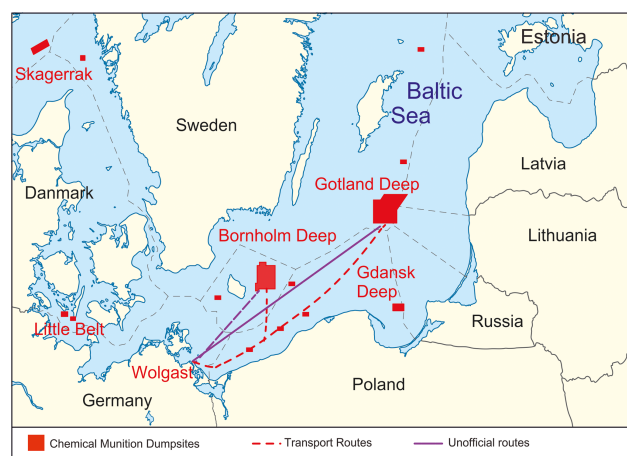 Estonia
Skagerrak
Baltic
Sea
Sweden
Latvia
Gotland Deep
Danmark
Bornholm Deep
Lithuania
Gdansk
Deep
Little Belt
Russia
Wolgast
Poland
Germany
Chemical Munition Dumpsites
Transport Routes
Unofficial routes